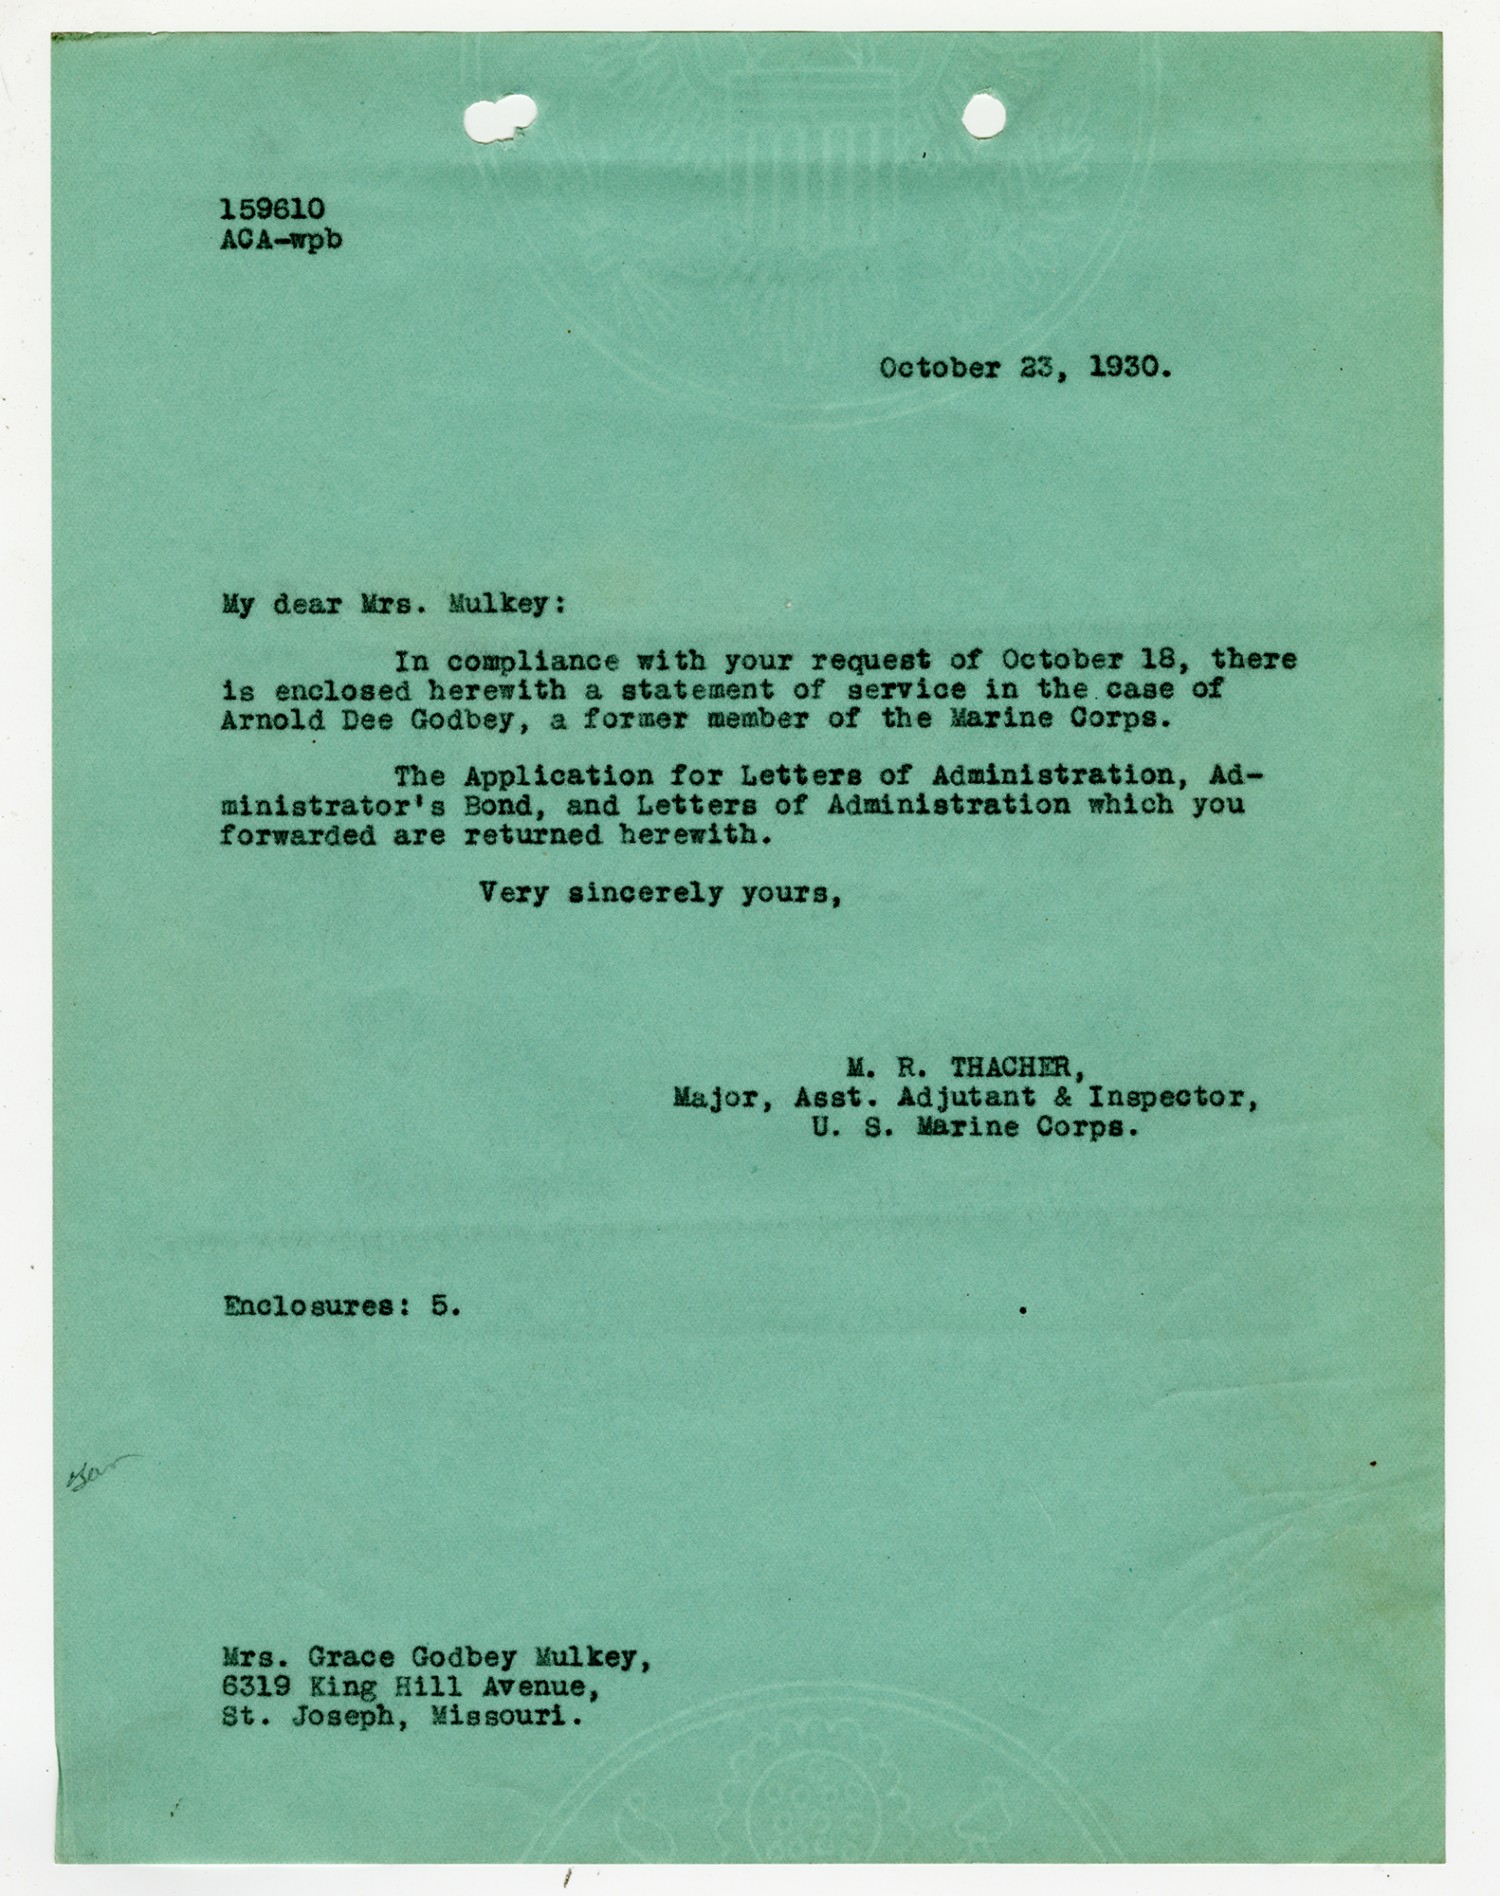 159610
ACA-wpb
October 23, 1930.
My dear Mrs. Mulkey:
In compliance with your request of October 18, there
is enclosed herewith a statement of service in the case of
Arnold Dee Godbey, a former member of the Marine Corps.
The Application for Letters of Administration, Ad-
ministrator's Bond, and Letters of Administration which you
forwarded are returned herewith.
Very sincerely yours,
M. R. THACHER,
Major, Asst. Adjutant & Inspector,
U. S. Marine Corps.
Enclosures: 5.
Mrs. Grace Godbey Mulkey,
6319 King Hill Avenue,
St. Joseph, Missouri.